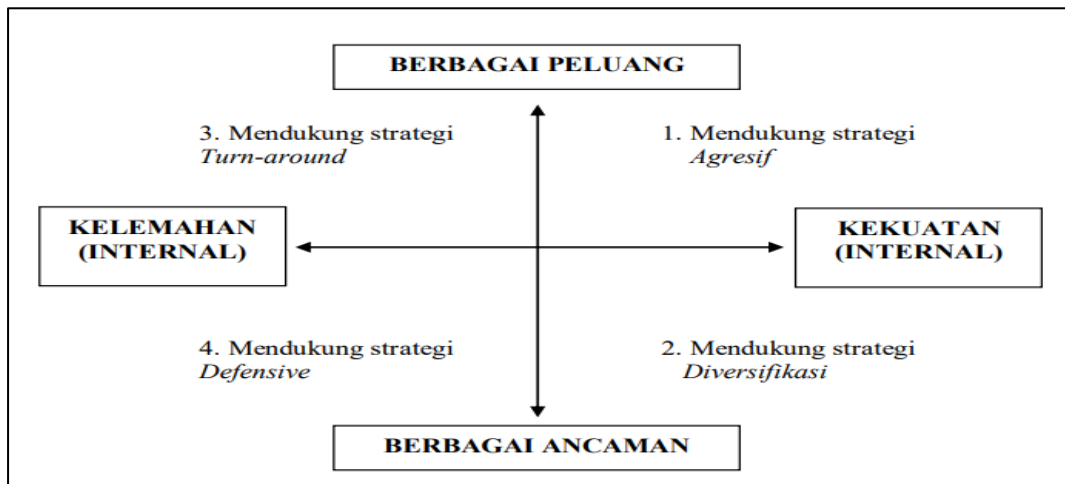 BERBAGAI PELUANG
3. Mendukung strategi
Turn-around
1. Mendukung strategi
Agresif
KELEMAHAN
(INTERNAL)
KEKUATAN
(INTERNAL)
4. Mendukung strategi
Defensive
2. Mendukung strategi
Diversifikasi
BERBAGAI ANCAMAN